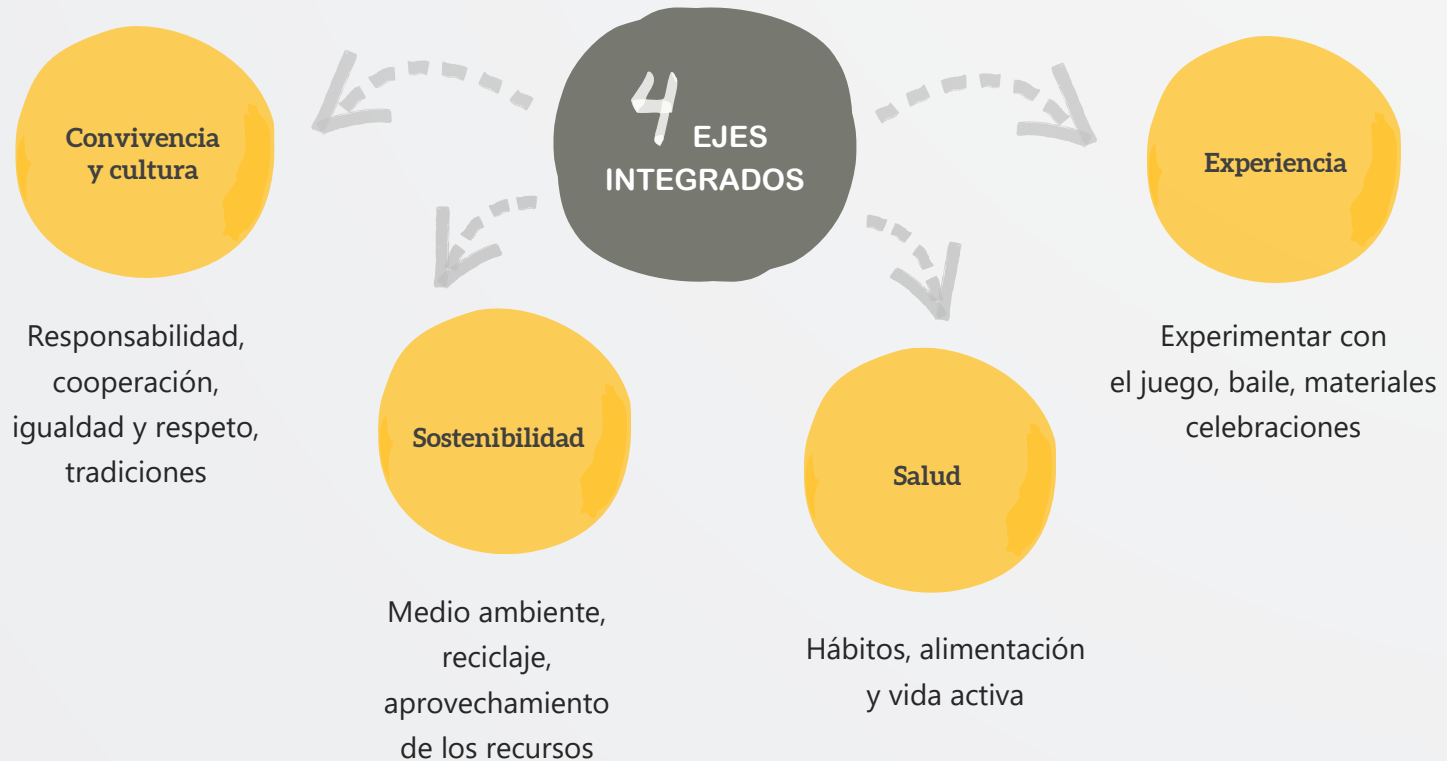 4 EJES
INTEGRADOS
Convivencia
y cultura
Responsabilidad,
cooperación,
igualdad y respeto,
tradiciones
Sostenibilidad
Medio ambiente,
reciclaje,
aprovechamiento
de los recursos
Salud
Hábitos, alimentación
y vida activa
Experiencia
Experimentar con
el juego, baile, materiales
celebraciones